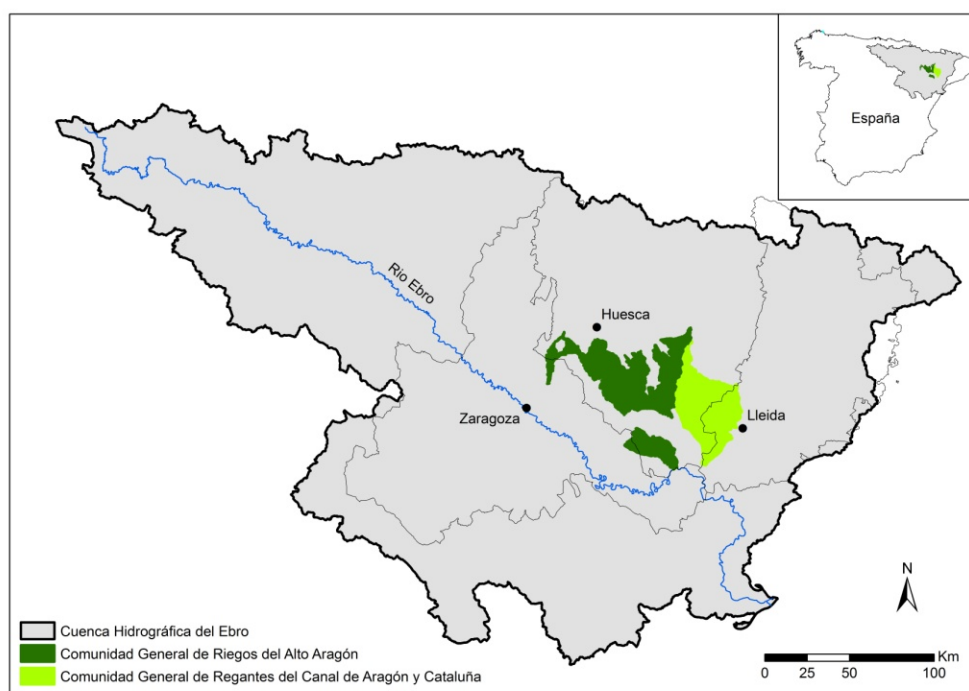 España
Rio Ebro
Huesca
Zaragoza
Lleida
N
Cuenca Hidrográfica del Ebro
Comunidad General de Riegos del Alto Aragón
Comunidad General de Regantes del Canal de Aragón y Cataluña
Km
0 25 50 100